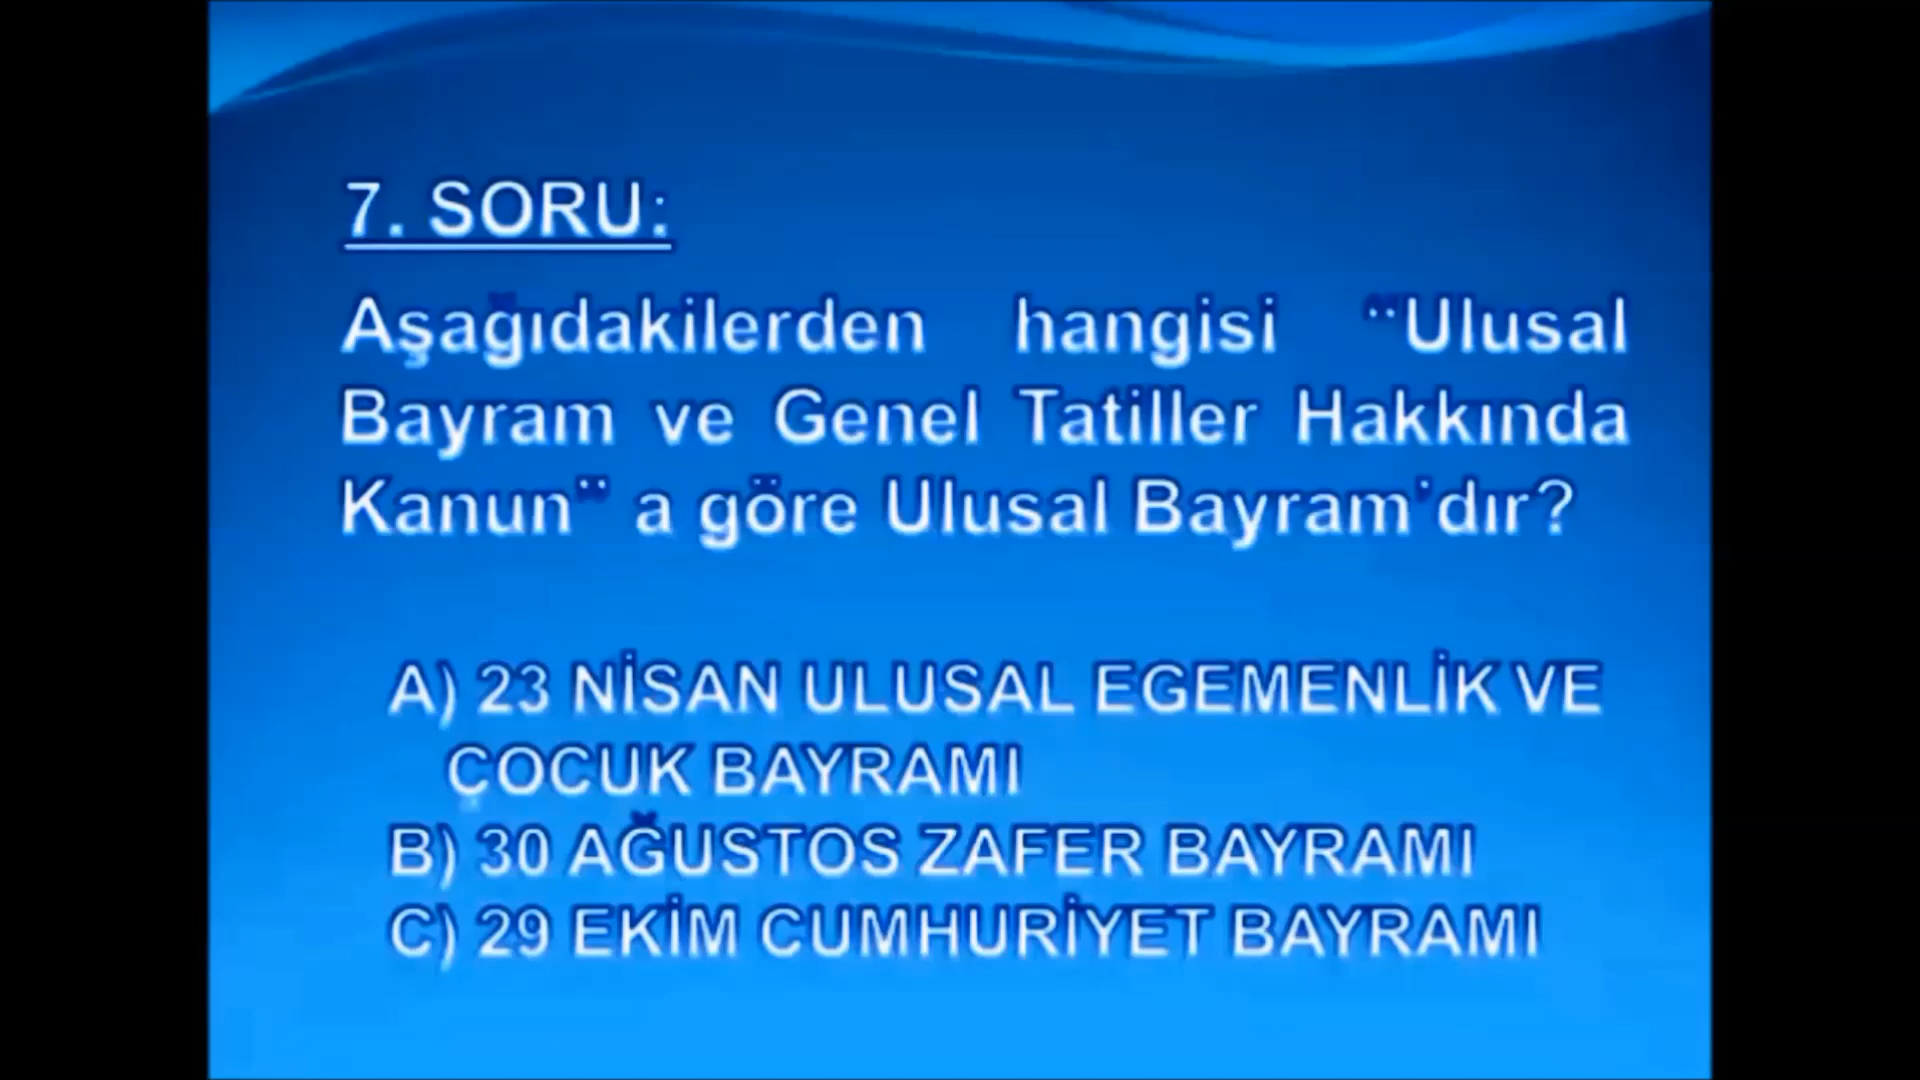 7. SORU:
Aşağıdakilerden hangisi ¨Ulusal
Bayram ve Genel Tatiller Hakkında
Kanun¨ a göre Ulusal Bayram'dır?
A) 23 NİSAN ULUSAL EGEMENLİK VE
ÇOCUK BAYRAMI
B) 30 AĞUSTOS ZAFER BAYRAMI
C) 29 EKİM CUMHURİYET BAYRAMI